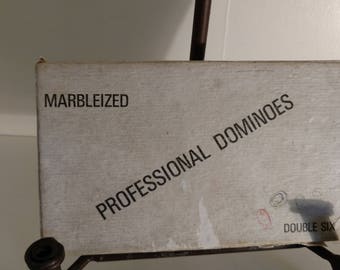 MARBLEIZED
PROFESSIONAL DOMINOES
DOUBLE SIX